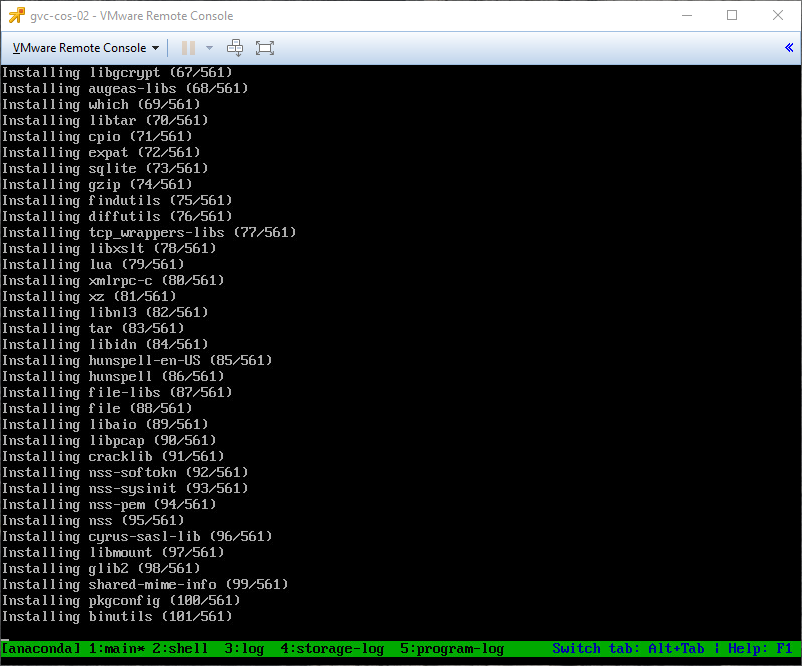 gvc-cos-02 - VMware Remote Console
VMware Remote Console
Installing libgcrypt (67/561)
Installing augeas-libs (68/561)
Installing which (69/561)
Installing libtar (70/561)
Installing cpio (71/561)
Installing expat (72/561)
Installing sqlite (73/561)
Installing gzip (74/561)
Installing findutils (75/561)
Installing diffutils (76/561)
Installing tcp_wrappers-libs (77/561)
Installing libxslt (78/561)
Installing lua (79/561)
Installing xmlrpc-c (80/561)
Installing xz (81/561)
Installing libnl3 (82/561)
Installing tar (83/561)
Installing libidn (84/561)
Installing hunspell-en-US (85/561)
Installing hunspell (86/561)
Installing file-libs (87/561)
Installing file (88/561)
Installing libaio (89/561)
Installing libpcap (90/561)
Installing cracklib (91/561)
Installing nss-softokn (92/561)
Installing nss-sysinit (93/561)
Installing nss-pem (94/561)
Installing nss (95/561)
Installing cyrus-sasl-lib (96/561)
Installing libmount (97/561)
Installing glib2 (98/561)
Installing shared-mime-info (99/561)
Installing pkgconfig (100/561)
Installing binutils (101/561)
[anaconda] 1:main* 2:shell  3:log  4:storage-log  5:program-log      Switch tab: Alt+Tab | Help: F1